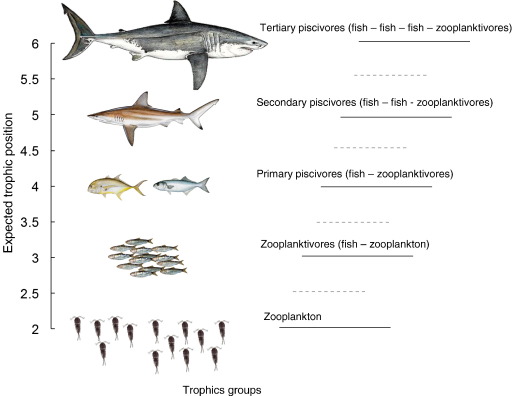 Tertiary piscivores (fish – fish – fish – zooplanktivores)
6
5.5
Secondary piscivores (fish – fish - zooplanktivores)
5
4.5
Primary piscivores (fish – zooplanktivores)
4
3.5
Zooplanktivores (fish – zooplankton)
3
2.5
Zooplankton
2
Expected trophic position
Trophics groups